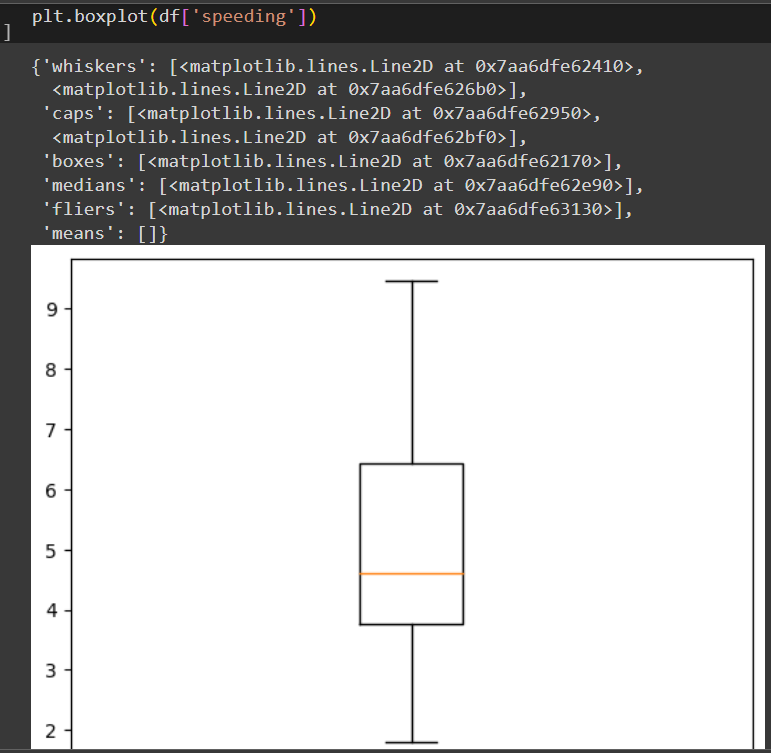 plt.boxplot(df['speeding'])
]
{'whiskers': [<matplotlib.lines.Line2D at 0x7aa6dfe62410>,
<matplotlib.lines.Line2D at 0x7aa6dfe626b0>],
'caps': [<matplotlib.lines.Line2D at 0x7aa6dfe62950>,
<matplotlib.lines.Line2D at 0x7aa6dfe62bf0>],
'boxes': [<matplotlib.lines.Line2D at 0x7aa6dfe62170>],
'medians': [<matplotlib.lines.Line2D at 0x7aa6dfe62e90>],
'fliers': [<matplotlib.lines.Line2D at 0x7aa6dfe63130>],
'means': []}
9
8
7
6
5
4
3
2